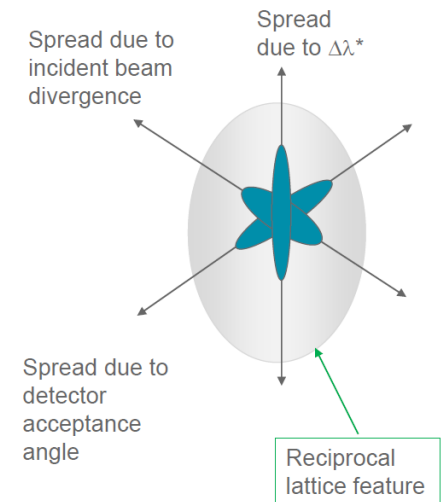 Spread due to
incident beam
divergence
Spread
due to Δλ*
Spread due to
detector
acceptance
angle
Reciprocal
lattice feature